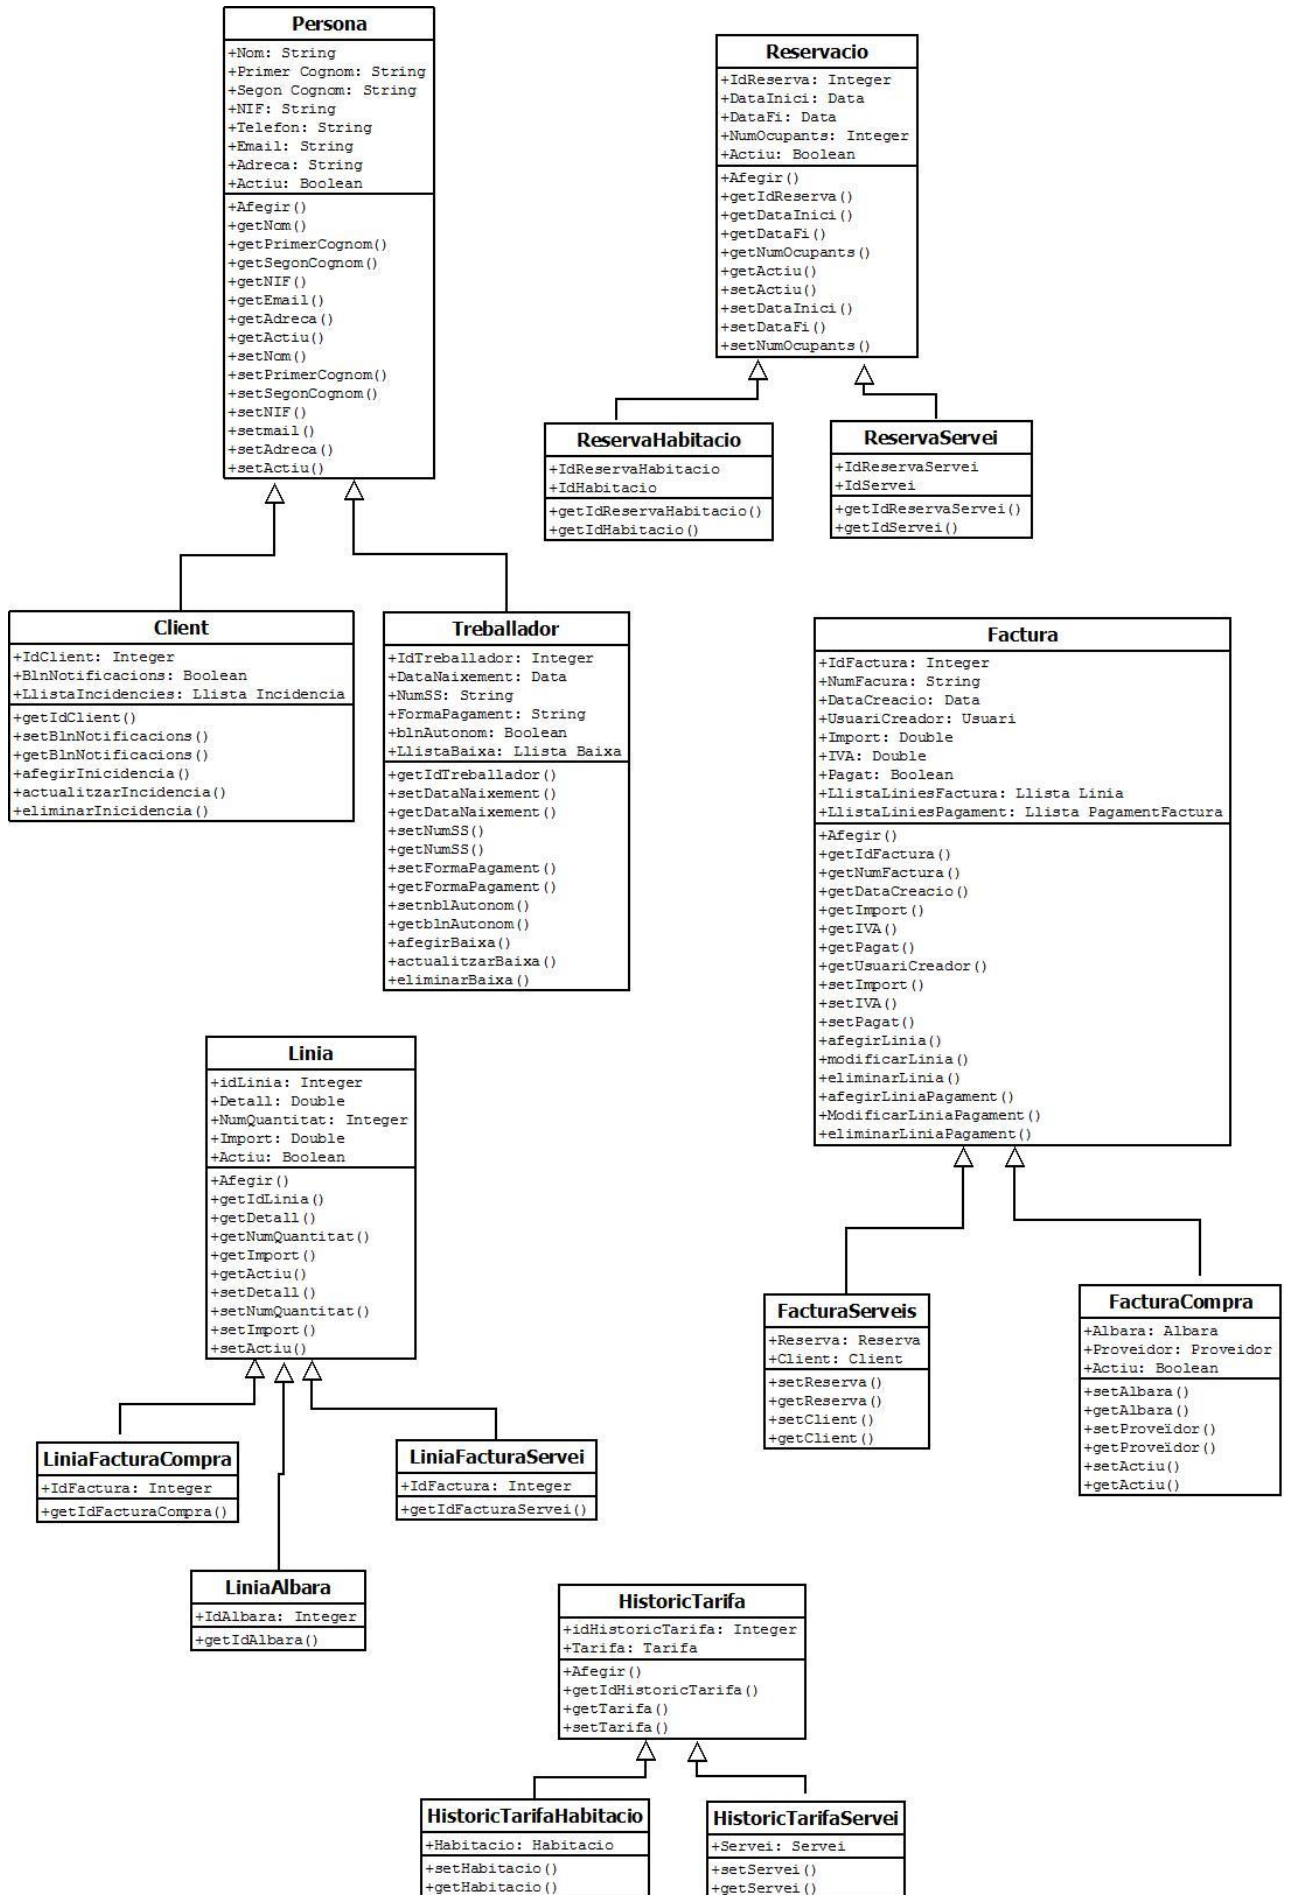 Persona
+Nom: String
+Primer Cognom: String
+Segon Cognom: String
+NIF: String
+Telefon: String
+Email: String
+Adreca: String
+Actiu: Boolean
+Afegir()
+getNom()
+getPrimerCognom()
+getSegonCognom()
+getNIF()
+getEmail()
+getAdreca()
+getActiu()
+setNom()
+setPrimerCognom()
+setSegonCognom()
+setNIF()
+setmail()
+setAdreca()
+setActiu()
Reservacio
+IdReserva: Integer
+DataInici: Data
+DataFi: Data
+NumOcupants: Integer
+Actiu: Boolean
+Afegir()
+getIdReserva()
+getDataInici()
+getDataFi()
+getNumOcupants()
+getActiu()
+setActiu()
+setDataInici()
+setDataFi()
+setNumOcupants()
ReservaHabitacio
+IdReservaHabitacio
+IdHabitacio
+getIdReservaHabitacio()
+getIdHabitacio()
ReservaServei
+IdReservaServei
+IdServei
+getIdReservaServei()
+getIdServei()
Client
+IdClient: Integer
+BlnNotificacions: Boolean
+LlistaIncidencies: Llista Incidencia
+getIdClient()
+setBlnNotificacions()
+getBlnNotificacions()
+afegirInicidencia()
+actualitzarIncidencia()
+eliminarInicidencia()
Treballador
+IdTreballador: Integer
+DataNaixement: Data
+NumSS: String
+FormaPagament: String
+blnAutonom: Boolean
+LlistaBaixa: Llista Baixa
+getIdTreballador()
+setDataNaixement()
+getDataNaixement()
+setNumSS()
+getNumSS()
+setFormaPagament()
+getFormaPagament()
+setnblAutonom()
+getblnAutonom()
+afegirBaixa()
+actualitzarBaixa()
+eliminarBaixa()
Factura
+IdFactura: Integer
+NumFacura: String
+DataCreacio: Data
+UsuariCreador: Usuari
+Import: Double
+IVA: Double
+Pagat: Boolean
+LlistaLiniesFactura: Llista Linia
+LlistaLiniesPagament: Llista PagamentFactura
+Afegir()
+getIdFactura()
+getNumFactura()
+getDataCreacio()
+getImport()
+getIVA()
+getPagat()
+getUsuariCreador()
+setImport()
+setIVA()
+setPagat()
+afegirLinia()
+modificarLinia()
+eliminarLinia()
+afegirLiniaPagament()
+ModificarLiniaPagament()
+eliminarLiniaPagament()
Linia
+idLinia: Integer
+Detall: Double
+NumQuantitat: Integer
+Import: Double
+Actiu: Boolean
+Afegir()
+getIdLinia()
+getDetall()
+getNumQuantitat()
+getImport()
+getActiu()
+setDetall()
+setNumQuantitat()
+setImport()
+setActiu()
FacturaServeis
+Reserva: Reserva
+Client: Client
+setReserva()
+getReserva()
+setClient()
+getClient()
FacturaCompra
+Albara: Albara
+Proveidor: Proveidor
+Actiu: Boolean
+setAlbara()
+getAlbara()
+setProveïdor()
+getProveïdor()
+setActiu()
+getActiu()
LiniaFacturaCompra
+IdFactura: Integer
+getIdFacturaCompra()
LiniaFacturaServei
+IdFactura: Integer
+getIdFacturaServei()
LiniaAlbara
+IdAlbara: Integer
+getIdAlbara()
HistoricTarifa
+idHistoricTarifa: Integer
+Tarifa: Tarifa
+Afegir()
+getIdHistoricTarifa()
+getTarifa()
+setTarifa()
HistoricTarifaHabitacio
+Habitacio: Habitacio
+setHabitacio()
+getHabitacio()
HistoricTarifaServei
+Servei: Servei
+setServei()
+getServei()